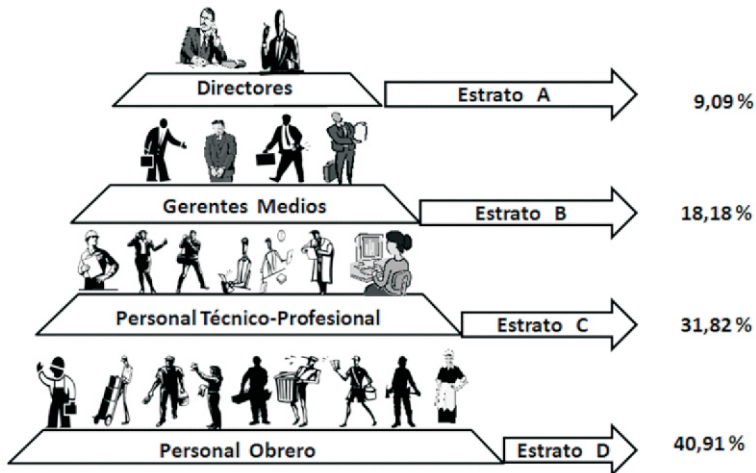 Directores
Estrato A
9,09 %
Gerentes Medios
Estrato B
18,18 %
Personal Técnico-Profesional
Estrato C
31,82 %
Personal Obrero
Estrato D
40,91 %